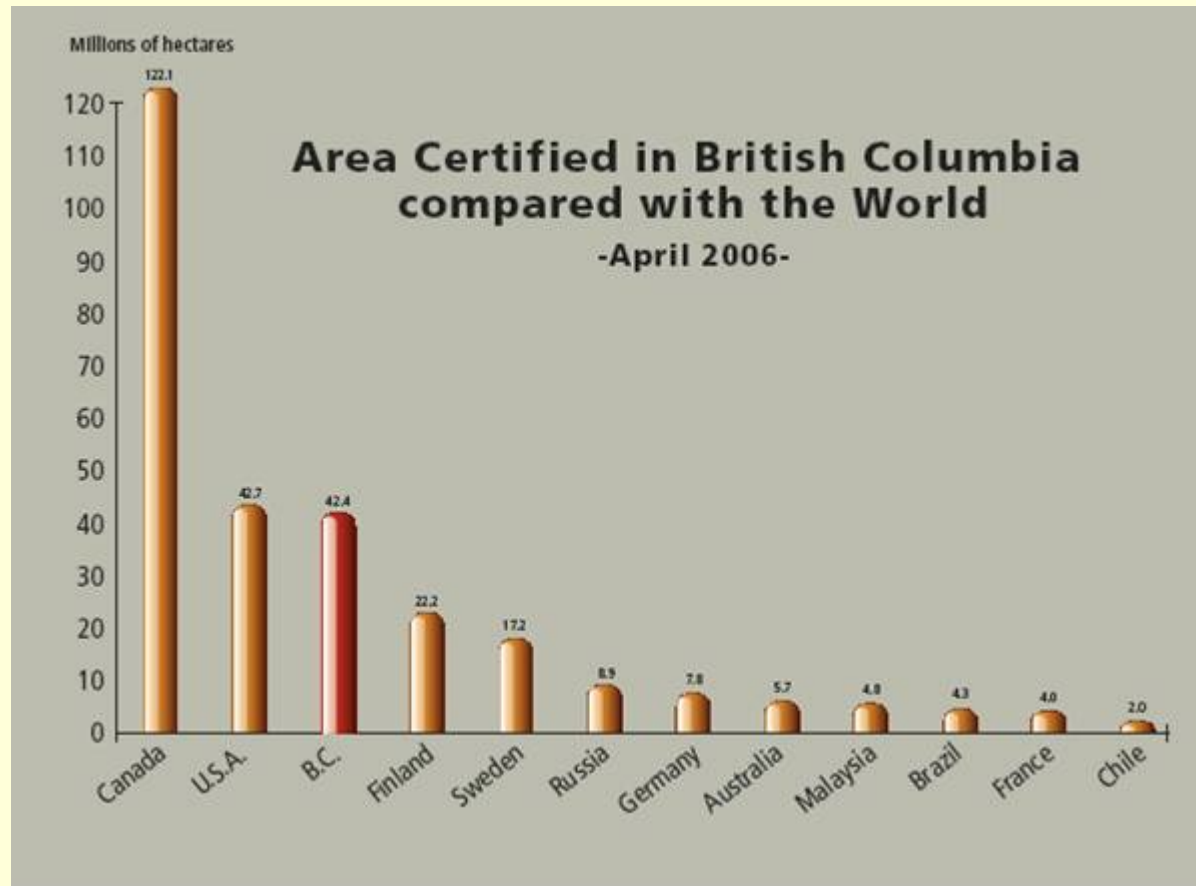 Millions of hectares
122.1
120
110
100
90
80
70
60
50
40
30
20
10
0
Area Certified in British Columbia
compared with the World
-April 2006-
42.7
42.4
22.2
17.2
8.9
7.8
5.7
4.8
4.3
4.0
2.0
Canada
U.S.A.
B.C.
Finland
Sweden
Russia
Germany
Australia
Malaysia
Brazil
France
Chile